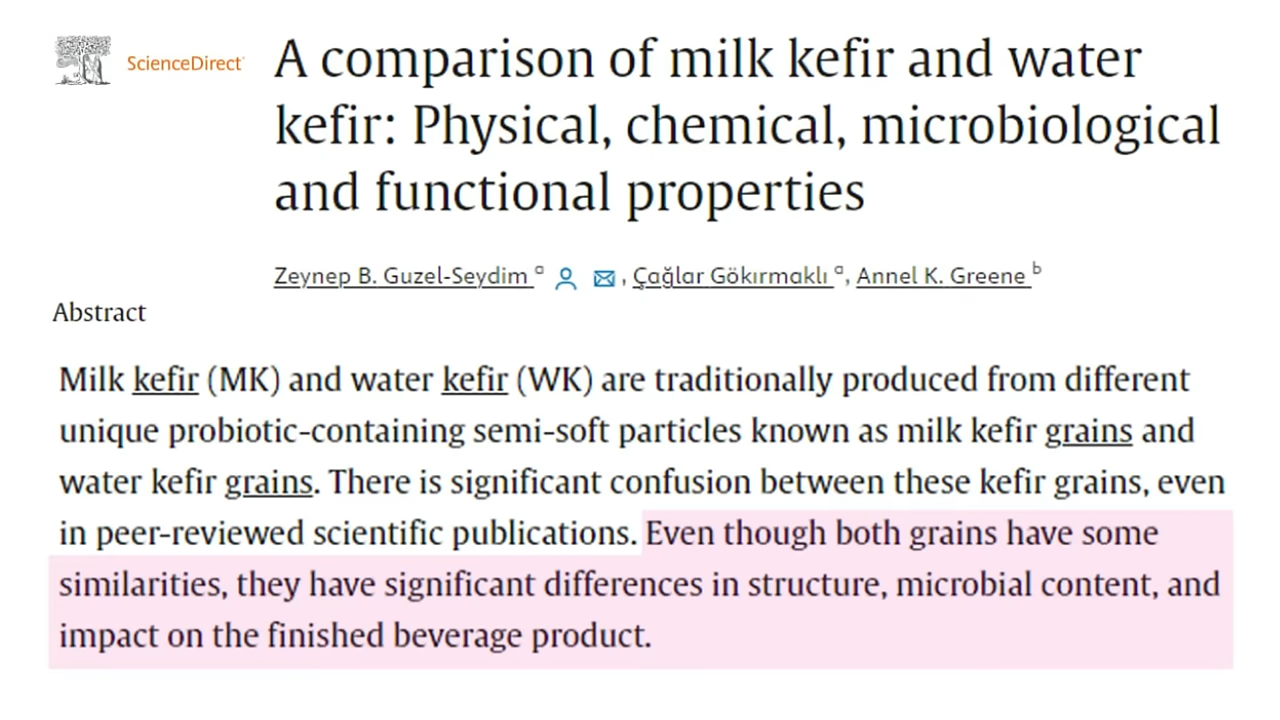 ScienceDirect
A comparison of milk kefir and water
kefir: Physical, chemical, microbiological
and functional properties
Zeynep B. Guzel-Seydim a , Çağlar Gökırmaklı a, Annel K. Greene b
Abstract
Milk kefir (MK) and water kefir (WK) are traditionally produced from different
unique probiotic-containing semi-soft particles known as milk kefir grains and
water kefir grains. There is significant confusion between these kefir grains, even
in peer-reviewed scientific publications. Even though both grains have some
similarities, they have significant differences in structure, microbial content, and
impact on the finished beverage product.